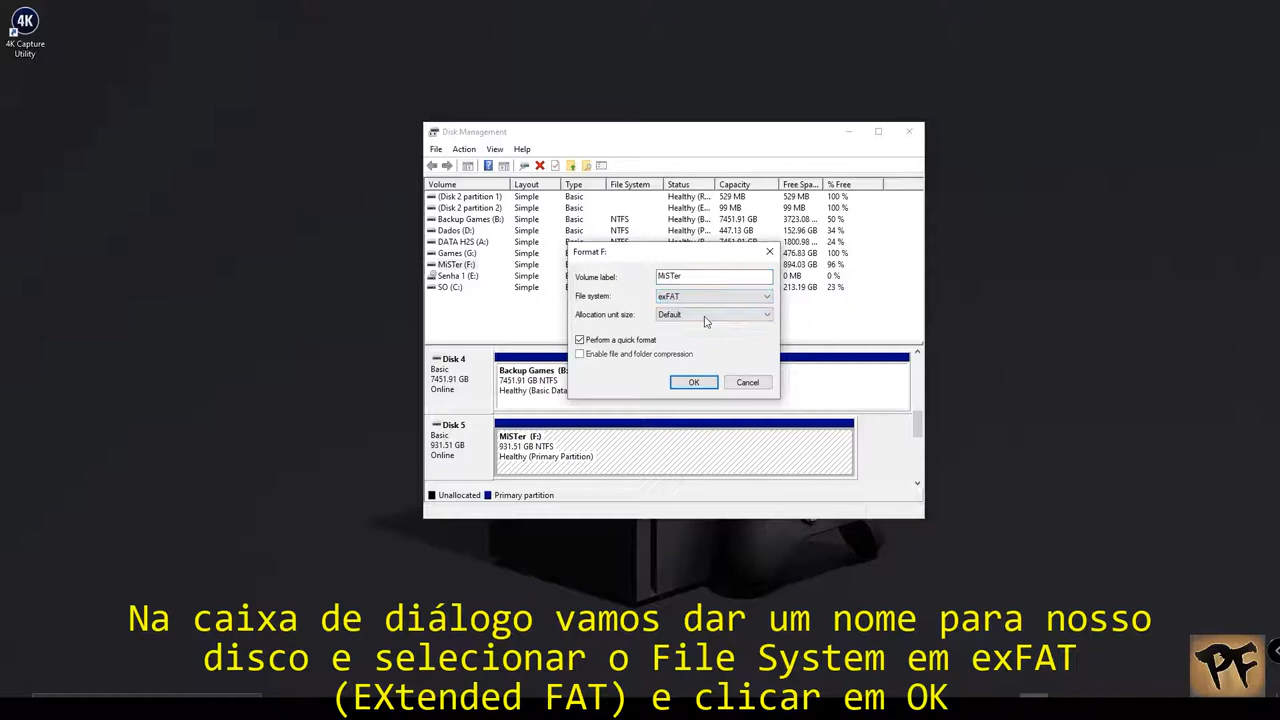 4K
4K Capture
Utility
Disk Management
File Action View Help
Volume Layout Type File System Status Capacity Free Spa... % Free
(Disk 2 partition 1) Simple Basic Healthy (R... 529 MB 529 MB 100 %
(Disk 2 partition 2) Simple Basic Healthy (E... 99 MB 99 MB 100 %
Backup Games (B:) Simple Basic NTFS Healthy (B... 7451.91 GB 3723.08 ... 50 %
Dados (D:) Simple Basic NTFS Healthy (P... 447.13 GB 152.96 GB 34 %
DATA H2S (A:) Simple 1800.98 ... 24 %
Games (G:) Simple 476.83 GB 100 %
MiSTer (F:) Simple 894.03 GB 96 %
Senha 1 (E:) Simple 0 MB 0 %
SO (C:) Simple 213.19 GB 23 %
Format F:
Volume label: MiSTer
File system: exFAT
Allocation unit size: Default
Perform a quick format
Enable file and folder compression
OK Cancel
Disk 4
Basic
7451.91 GB
Online
Backup Games (B:
7451.91 GB NTFS
Healthy (Basic Data
Disk 5
Basic
931.51 GB
Online
MiSTer (F:)
931.51 GB NTFS
Healthy (Primary Partition)
Unallocated Primary partition
Na caixa de diálogo vamos dar um nome para nosso
disco e selecionar o File System em exFAT
(EXtended FAT) e clicar em OK
PF